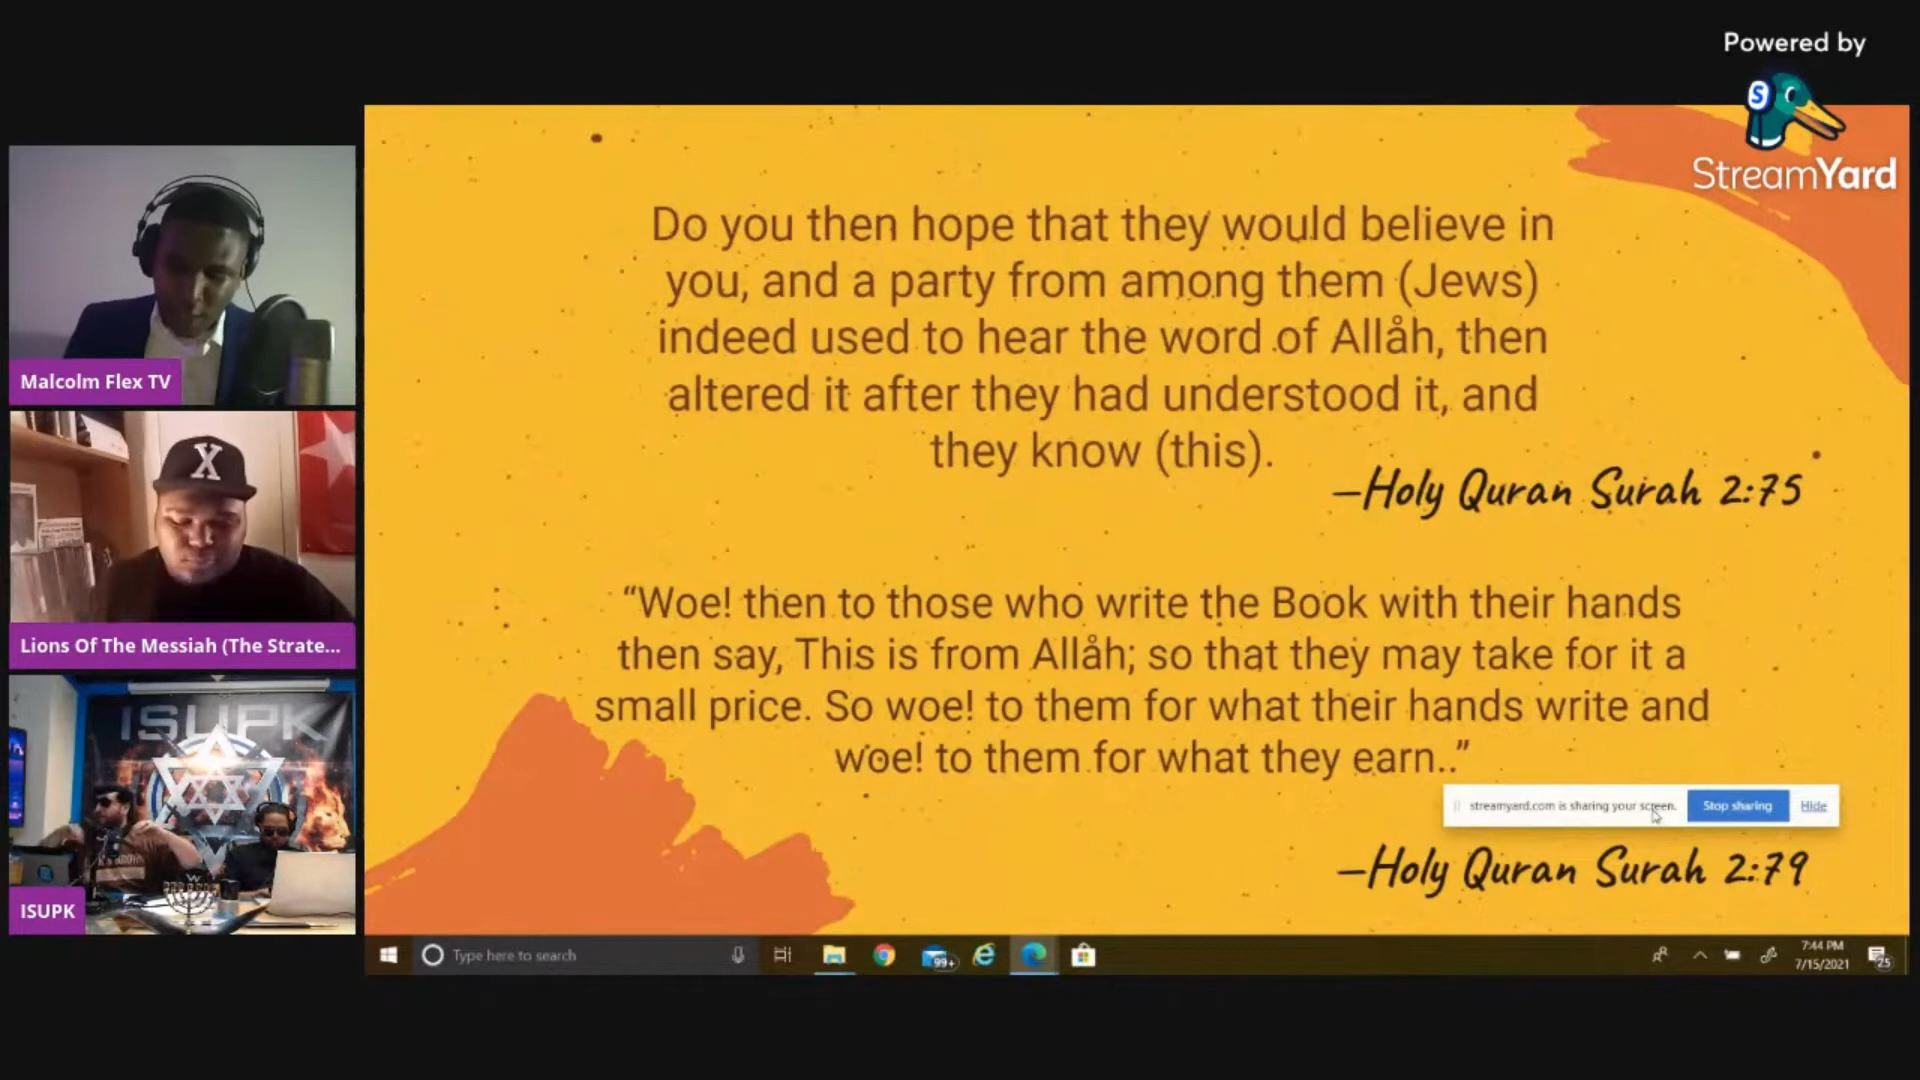 Powered by
StreamYard
Do you then hope that they would believe in
you, and a party from among them (Jews)
indeed used to hear the word of Allåh, then
altered it after they had understood it, and
they know (this).
—Holy Quran Surah 2:75
“Woe! then to those who write the Book with their hands
then say, This is from Allåh; so that they may take for it a
small price. So woe! to them for what their hands write and
woe! to them for what they earn..”
—Holy Quran Surah 2:79
streamyard.com is sharing your screen.
Stop sharing
Hide
Malcolm Flex TV
X
Lions Of The Messiah (The Strate...
ISUPK
ISUPK
Type here to search
99+
7:44 PM
7/15/2021
25